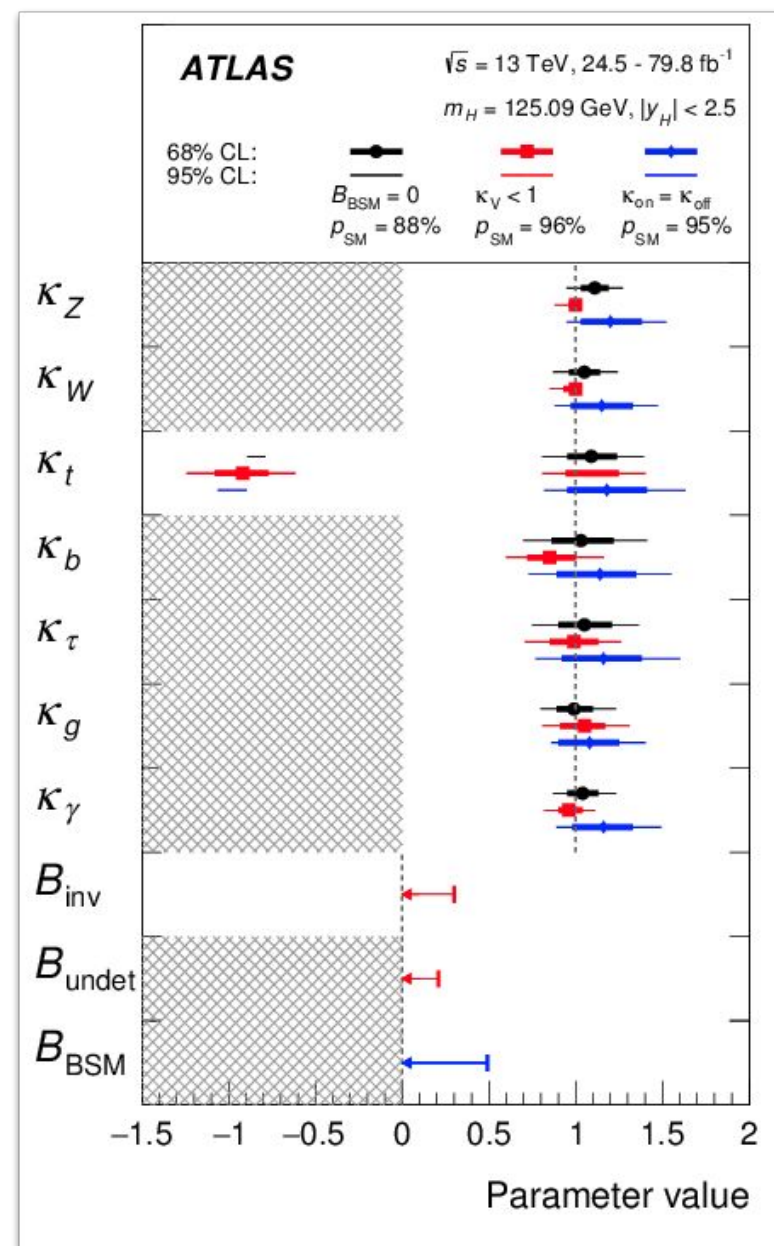 ATLAS
√s = 13 TeV, 24.5 - 79.8 fb⁻¹
m_H = 125.09 GeV, |y_H| < 2.5
68% CL:
95% CL:
B_BSM = 0 κ_V < 1 κ_on = κ_off
p_SM = 88% p_SM = 96% p_SM = 95%
κ_Z
κ_W
κ_t
κ_b
κ_τ
κ_g
κ_γ
B_inv
B_undet
B_BSM
−1.5 −1 −0.5 0 0.5 1 1.5 2
Parameter value